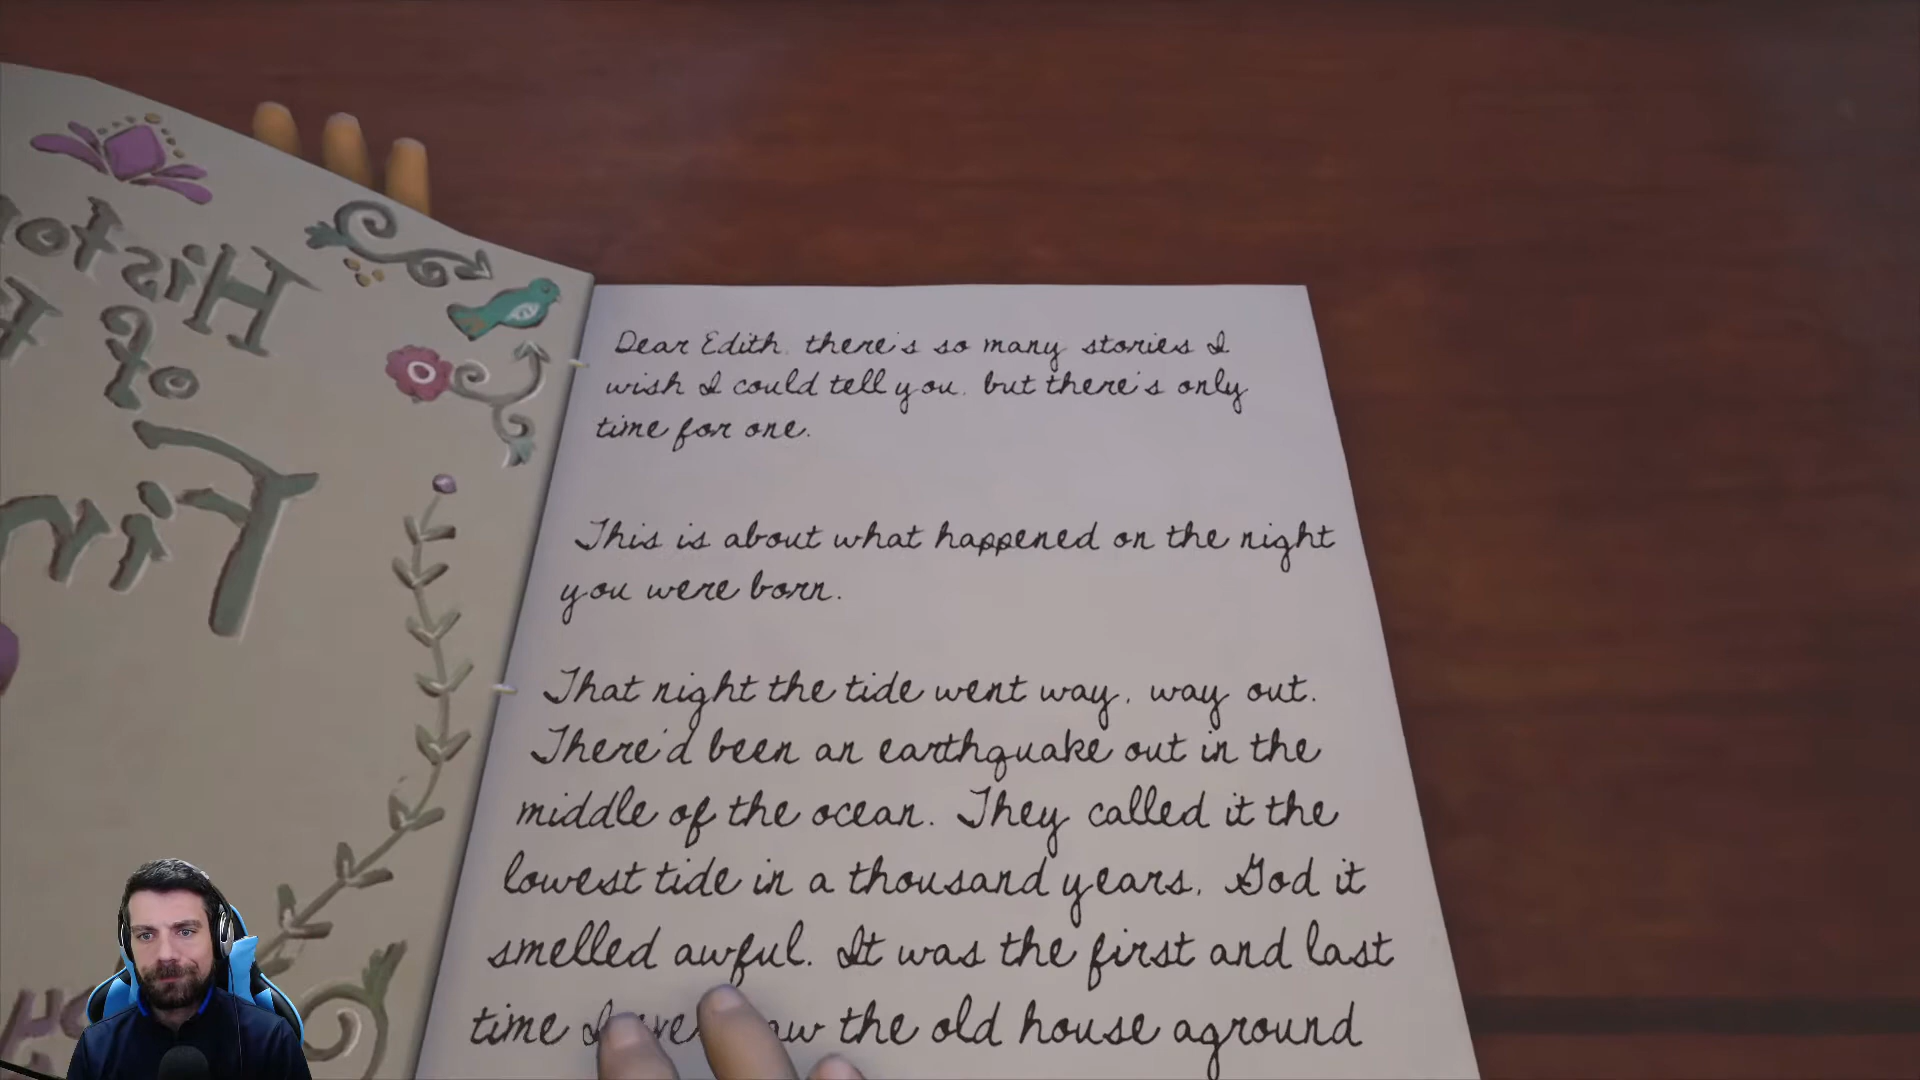 Histor
of
Dear Edith, there's so many stories I
wish I could tell you, but there's only
time for one.
This is about what happened on the night
you were born.
That night the tide went way, way out.
There'd been an earthquake out in the
middle of the ocean. They called it the
lowest tide in a thousand years. God it
smelled awful. It was the first and last
time I the old house aground